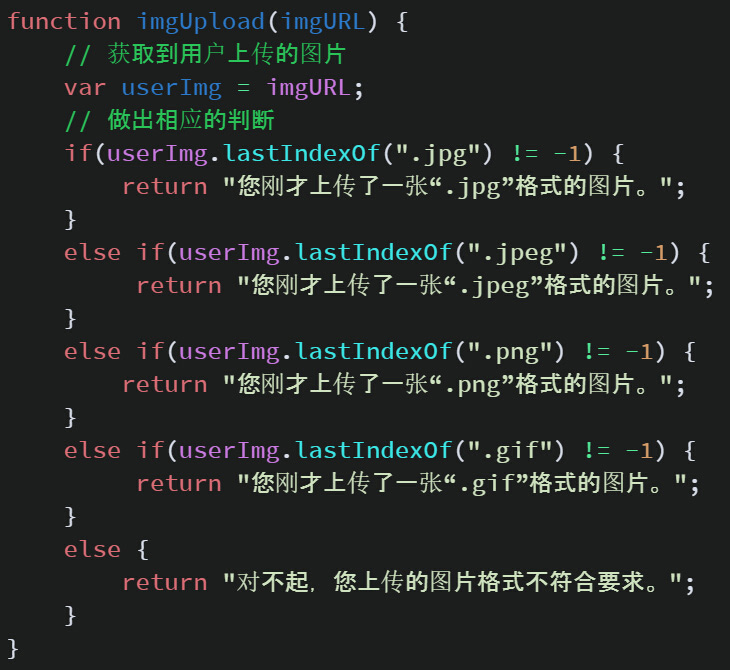 function imgUpload(imgURL) {
    // 获取到用户上传的图片
    var userImg = imgURL;
    // 做出相应的判断
    if(userImg.lastIndexOf(".jpg") != -1) {
        return "您刚才上传了一张“.jpg”格式的图片。";
    }
    else if(userImg.lastIndexOf(".jpeg") != -1) {
         return "您刚才上传了一张“.jpeg”格式的图片。";
    }
    else if(userImg.lastIndexOf(".png") != -1) {
        return "您刚才上传了一张“.png”格式的图片。";
    }
    else if(userImg.lastIndexOf(".gif") != -1) {
         return "您刚才上传了一张“.gif”格式的图片。";
    }
    else {
        return "对不起，您上传的图片格式不符合要求。";
    }
}